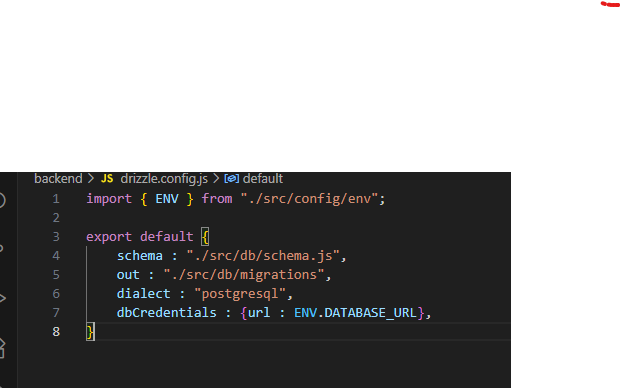 backend > JS drizzle.config.js > default
1 import { ENV } from "./src/config/env";
2
3 export default {
4 schema : "./src/db/schema.js",
5 out : "./src/db/migrations",
6 dialect : "postgresql",
7 dbCredentials : {url : ENV.DATABASE_URL},
8 }